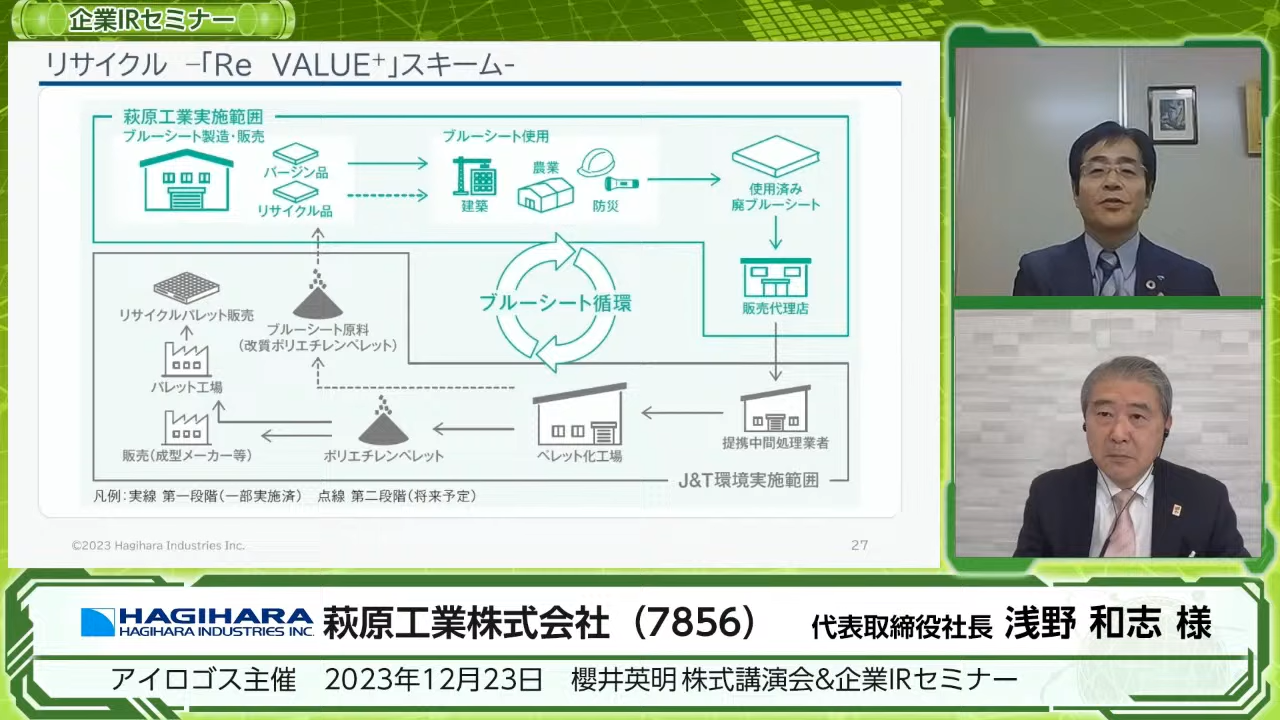 企業IRセミナー
リサイクル -「Re VALUE⁺」スキーム-
萩原工業実施範囲
ブルーシート製造・販売
バージン品
リサイクル品
ブルーシート使用
建築
農業
防災
使用済み
廃ブルーシート
販売代理店
ブルーシート循環
リサイクルパレット販売
ブルーシート原料
(改質ポリエチレンペレット)
パレット工場
販売(成型メーカー等)
ポリエチレンペレット
ペレット化工場
提携中間処理業者
J&T環境実施範囲
凡例:実線 第一段階(一部実施済) 点線 第二段階(将来予定)
©2023 Hagihara Industries Inc.
27
HAGIHARA
HAGIHARA INDUSTRIES INC.
萩原工業株式会社(7856) 代表取締役社長 浅野 和志 様
アイロゴス主催 2023年12月23日 櫻井英明 株式講演会&企業IRセミナー